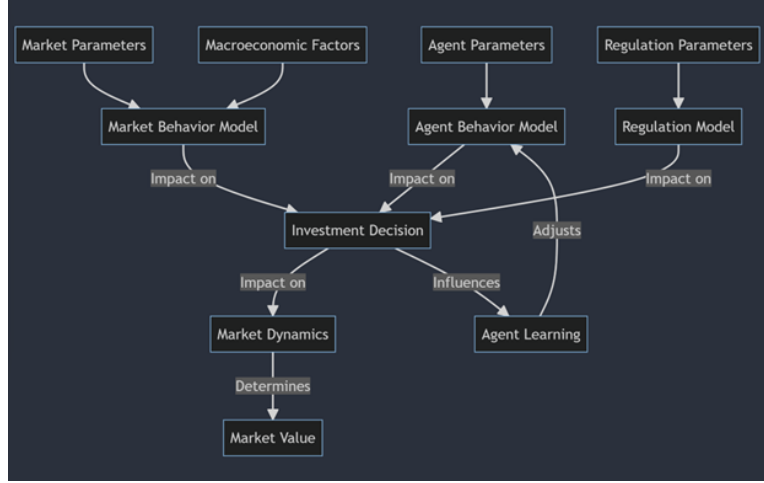 Market Parameters
Macroeconomic Factors
Agent Parameters
Regulation Parameters
Market Behavior Model
Agent Behavior Model
Regulation Model
Impact on
Impact on
Impact on
Investment Decision
Adjusts
Impact on
Influences
Market Dynamics
Agent Learning
Determines
Market Value